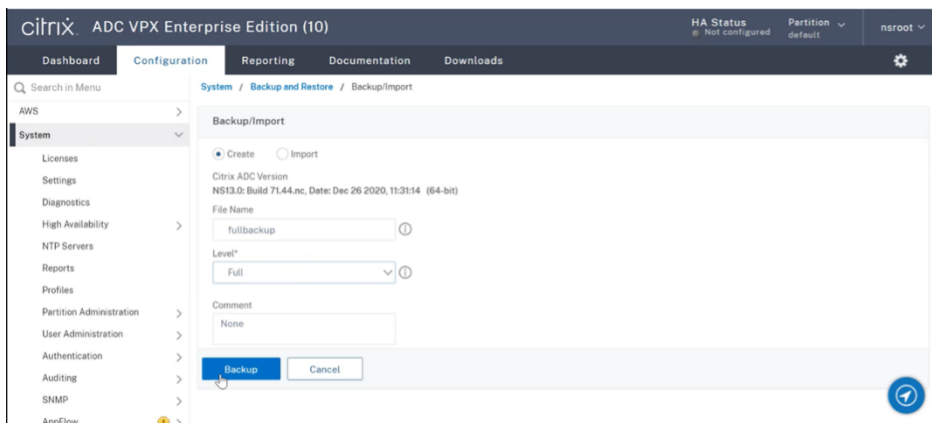 citrix. ADC VPX Enterprise Edition (10)
HA Status
Not configured
Partition
default
nsroot
Dashboard
Configuration
Reporting
Documentation
Downloads
Search in Menu
AWS
System
Licenses
Settings
Diagnostics
High Availability
NTP Servers
Reports
Profiles
Partition Administration
User Administration
Authentication
Auditing
SNMP
AppFlow
System / Backup and Restore / Backup/Import
Backup/Import
Create
Import
Citrix ADC Version
NS13.0: Build 71.44.nc, Date: Dec 26 2020, 11:31:14 (64-bit)
File Name
fullbackup
Level*
Full
Comment
None
Backup
Cancel